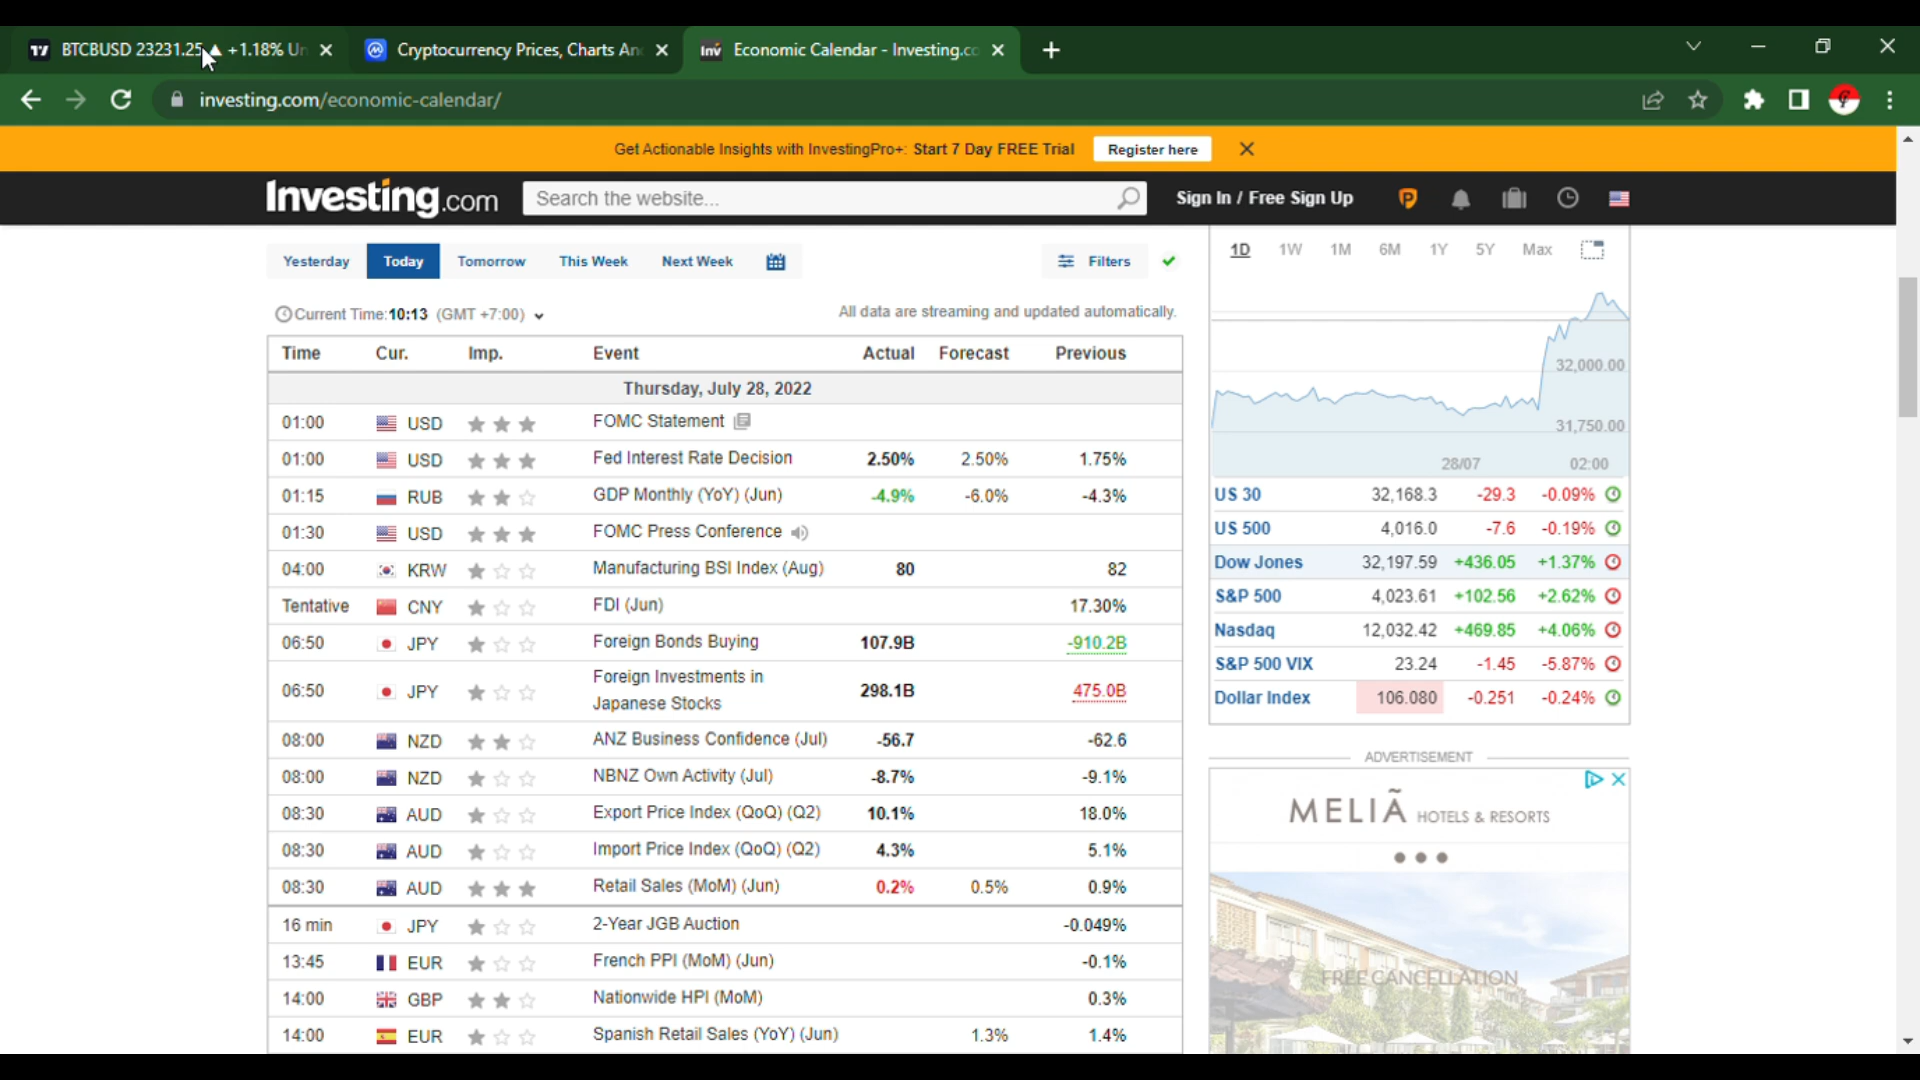 BTCBUSD 23231.25 ▲ +1.18% Un
Cryptocurrency Prices, Charts An
Economic Calendar - Investing.co
investing.com/economic-calendar/
Get Actionable Insights with InvestingPro+: Start 7 Day FREE Trial Register here
Investing.com Search the website... Sign In / Free Sign Up
Yesterday Today Tomorrow This Week Next Week Filters
Current Time:10:13 (GMT +7:00) All data are streaming and updated automatically.
Time Cur. Imp. Event Actual Forecast Previous
Thursday, July 28, 2022
01:00 USD FOMC Statement
01:00 USD Fed Interest Rate Decision 2.50% 2.50% 1.75%
01:15 RUB GDP Monthly (YoY) (Jun) -4.9% -6.0% -4.3%
01:30 USD FOMC Press Conference
04:00 KRW Manufacturing BSI Index (Aug) 80 82
Tentative CNY FDI (Jun) 17.30%
06:50 JPY Foreign Bonds Buying 107.9B -910.2B
06:50 JPY Foreign Investments in
Japanese Stocks 298.1B 475.0B
08:00 NZD ANZ Business Confidence (Jul) -56.7 -62.6
08:00 NZD NBNZ Own Activity (Jul) -8.7% -9.1%
08:30 AUD Export Price Index (QoQ) (Q2) 10.1% 18.0%
08:30 AUD Import Price Index (QoQ) (Q2) 4.3% 5.1%
08:30 AUD Retail Sales (MoM) (Jun) 0.2% 0.5% 0.9%
16 min JPY 2-Year JGB Auction -0.049%
13:45 EUR French PPI (MoM) (Jun) -0.1%
14:00 GBP Nationwide HPI (MoM) 0.3%
14:00 EUR Spanish Retail Sales (YoY) (Jun) 1.3% 1.4%
1D 1W 1M 6M 1Y 5Y Max
32,000.00
31,750.00
28/07 02:00
US 30 32,168.3 -29.3 -0.09%
US 500 4,016.0 -7.6 -0.19%
Dow Jones 32,197.59 +436.05 +1.37%
S&P 500 4,023.61 +102.56 +2.62%
Nasdaq 12,032.42 +469.85 +4.06%
S&P 500 VIX 23.24 -1.45 -5.87%
Dollar Index 106.080 -0.251 -0.24%
ADVERTISEMENT
MELIÃ HOTELS & RESORTS
FREE CANCELLATION